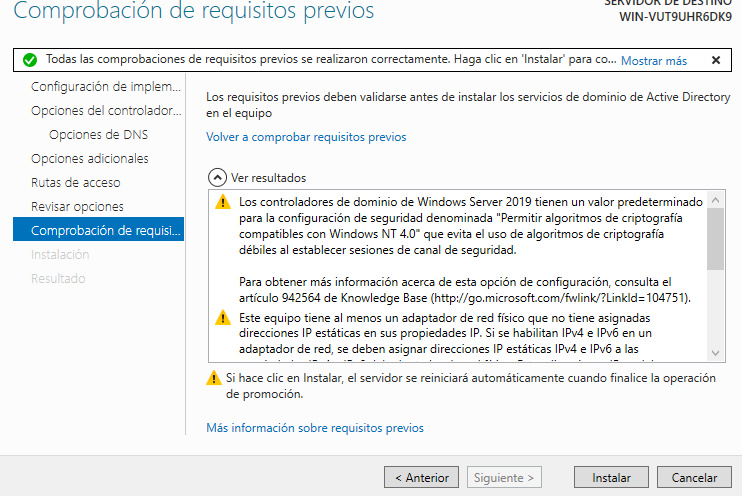 Comprobación de requisitos previos
SERVIDOR DE DESTINO
WIN-VUT9UHR6DK9
Todas las comprobaciones de requisitos previos se realizaron correctamente. Haga clic en 'Instalar' para co...
Mostrar más
Configuración de implem...
Opciones del controlador...
Opciones de DNS
Opciones adicionales
Rutas de acceso
Revisar opciones
Comprobación de requisi...
Instalación
Resultado
Los requisitos previos deben validarse antes de instalar los servicios de dominio de Active Directory
en el equipo
Volver a comprobar requisitos previos
Ver resultados
Los controladores de dominio de Windows Server 2019 tienen un valor predeterminado
para la configuración de seguridad denominada "Permitir algoritmos de criptografía
compatibles con Windows NT 4.0" que evita el uso de algoritmos de criptografía
débiles al establecer sesiones de canal de seguridad.
Para obtener más información acerca de esta opción de configuración, consulta el
artículo 942564 de Knowledge Base (http://go.microsoft.com/fwlink/?LinkId=104751).
Este equipo tiene al menos un adaptador de red físico que no tiene asignadas
direcciones IP estáticas en sus propiedades IP. Si se habilitan IPv4 e IPv6 en un
adaptador de red, se deben asignar direcciones IP estáticas IPv4 e IPv6 a las
Si hace clic en Instalar, el servidor se reiniciará automáticamente cuando finalice la operación
de promoción.
Más información sobre requisitos previos
< Anterior
Siguiente >
Instalar
Cancelar